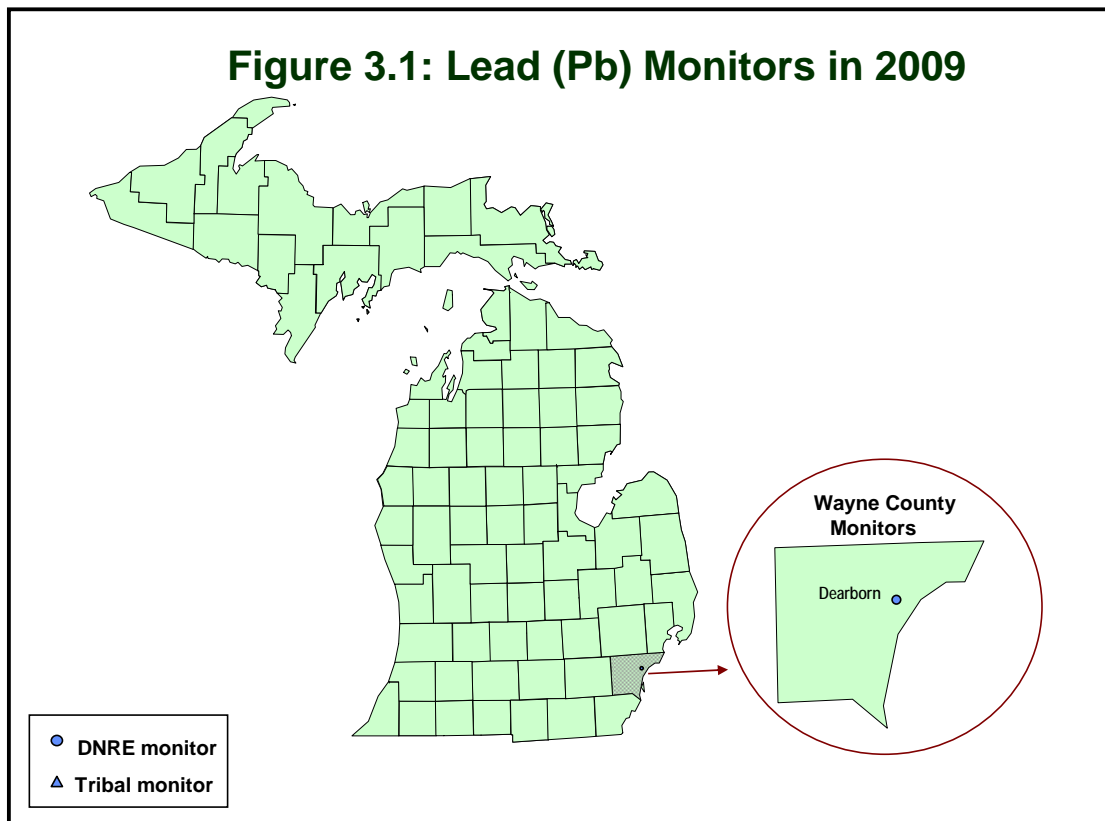 Figure 3.1: Lead (Pb) Monitors in 2009
Wayne County
Monitors
Dearborn
DNRE monitor
Tribal monitor